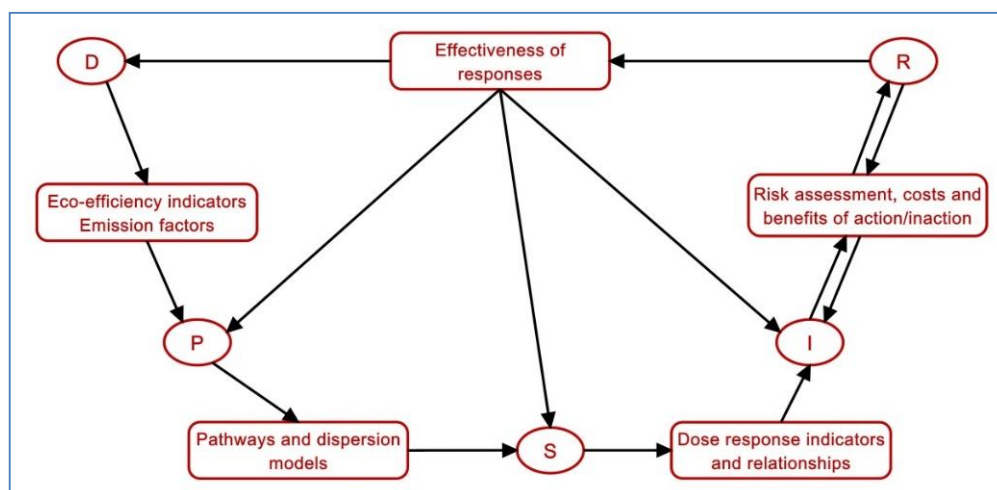 D
Effectiveness of
responses
R
Eco-efficiency indicators
Emission factors
Risk assessment, costs and
benefits of action/inaction
P
I
Pathways and dispersion
models
S
Dose response indicators
and relationships